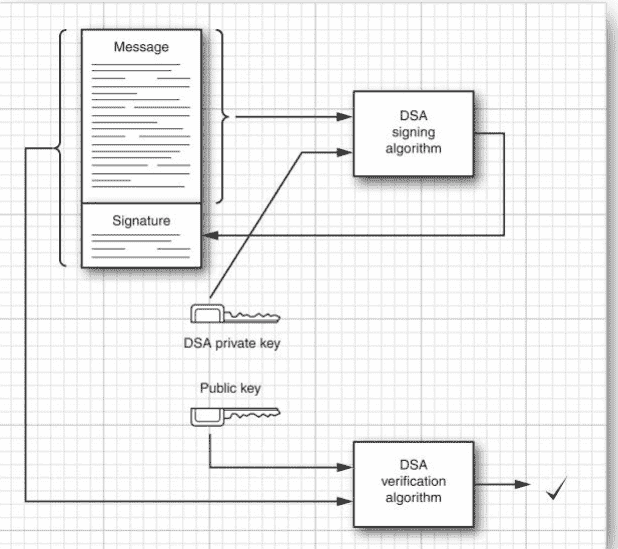 Message
DSA
signing
algorithm
Signature
DSA private key
Public key
DSA
verification
algorithm